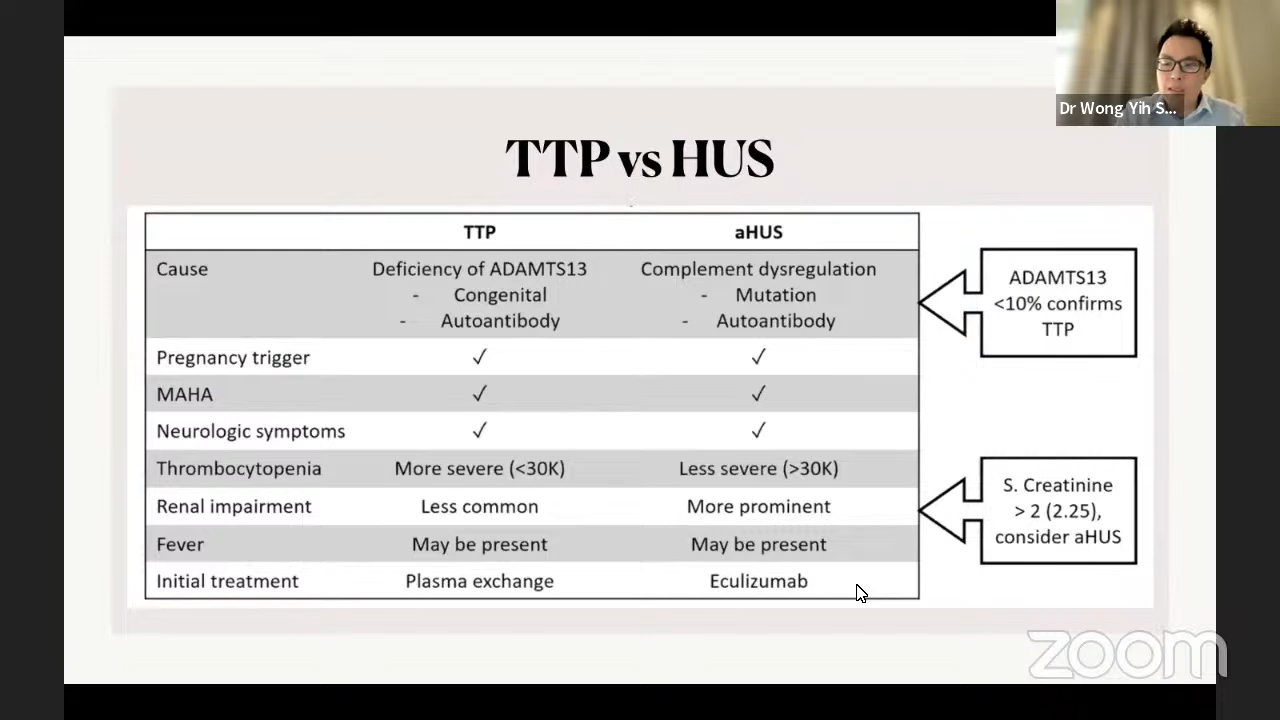 Dr Wong Yih S...
TTP vs HUS
TTP aHUS
Cause Deficiency of ADAMTS13 Complement dysregulation
- Congenital - Mutation
- Autoantibody - Autoantibody
Pregnancy trigger ✓ ✓
MAHA ✓ ✓
Neurologic symptoms ✓ ✓
Thrombocytopenia More severe (<30K) Less severe (>30K)
Renal impairment Less common More prominent
Fever May be present May be present
Initial treatment Plasma exchange Eculizumab
ADAMTS13
<10% confirms
TTP
S. Creatinine
> 2 (2.25),
consider aHUS
zoom